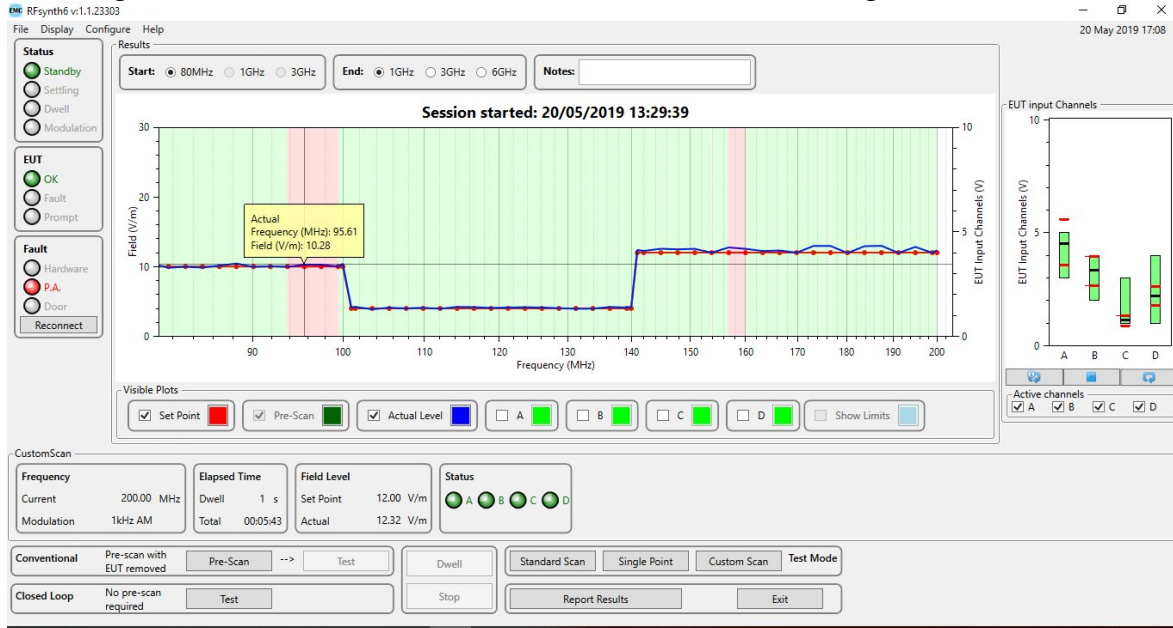 EMC RFsynth6 v:1.1.23303
File Display Configure Help
20 May 2019 17:08
Status
Standby
Settling
Dwell
Modulation
EUT
OK
Fault
Prompt
Fault
Hardware
P.A.
Door
Reconnect
Results
Start: 80MHz 1GHz 3GHz End: 1GHz 3GHz 6GHz Notes:
Session started: 20/05/2019 13:29:39
Field (V/m)
30
20
10
0
Actual
Frequency (MHz): 95.61
Field (V/m): 10.28
90 100 110 120 130 140 150 160 170 180 190 200
Frequency (MHz)
10
5
0
EUT Input Channels (V)
Visible Plots
Set Point Pre-Scan Actual Level A B C D Show Limits
EUT input Channels
EUT Input Channels (V)
10
5
0
A B C D
Active channels
A B C D
CustomScan
Frequency
Current 200.00 MHz
Modulation 1kHz AM
Elapsed Time
Dwell 1 s
Total 00:05:43
Field Level
Set Point 12.00 V/m
Actual 12.32 V/m
Status
A B C D
Conventional Pre-scan with
EUT removed
Pre-Scan --> Test
Closed Loop No pre-scan
required
Test
Dwell
Stop
Standard Scan Single Point Custom Scan Test Mode
Report Results Exit